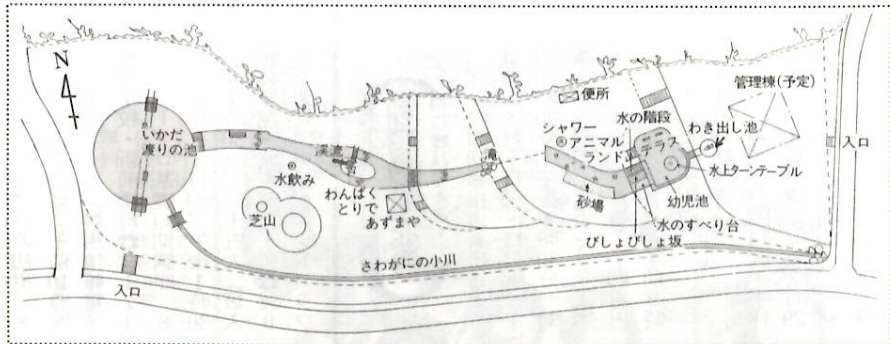 N
便所
管理棟(予定)
水の階段
わき出し池
シャワー
アニマル
ランド
テラス
入口
水上ターンテーブル
いかだ
渡りの池
渓流
滝
水飲み
わんぱく
とりで
あずまや
砂場
幼児池
水のすべり台
びしょびしょ坂
芝山
さわがにの小川
入口